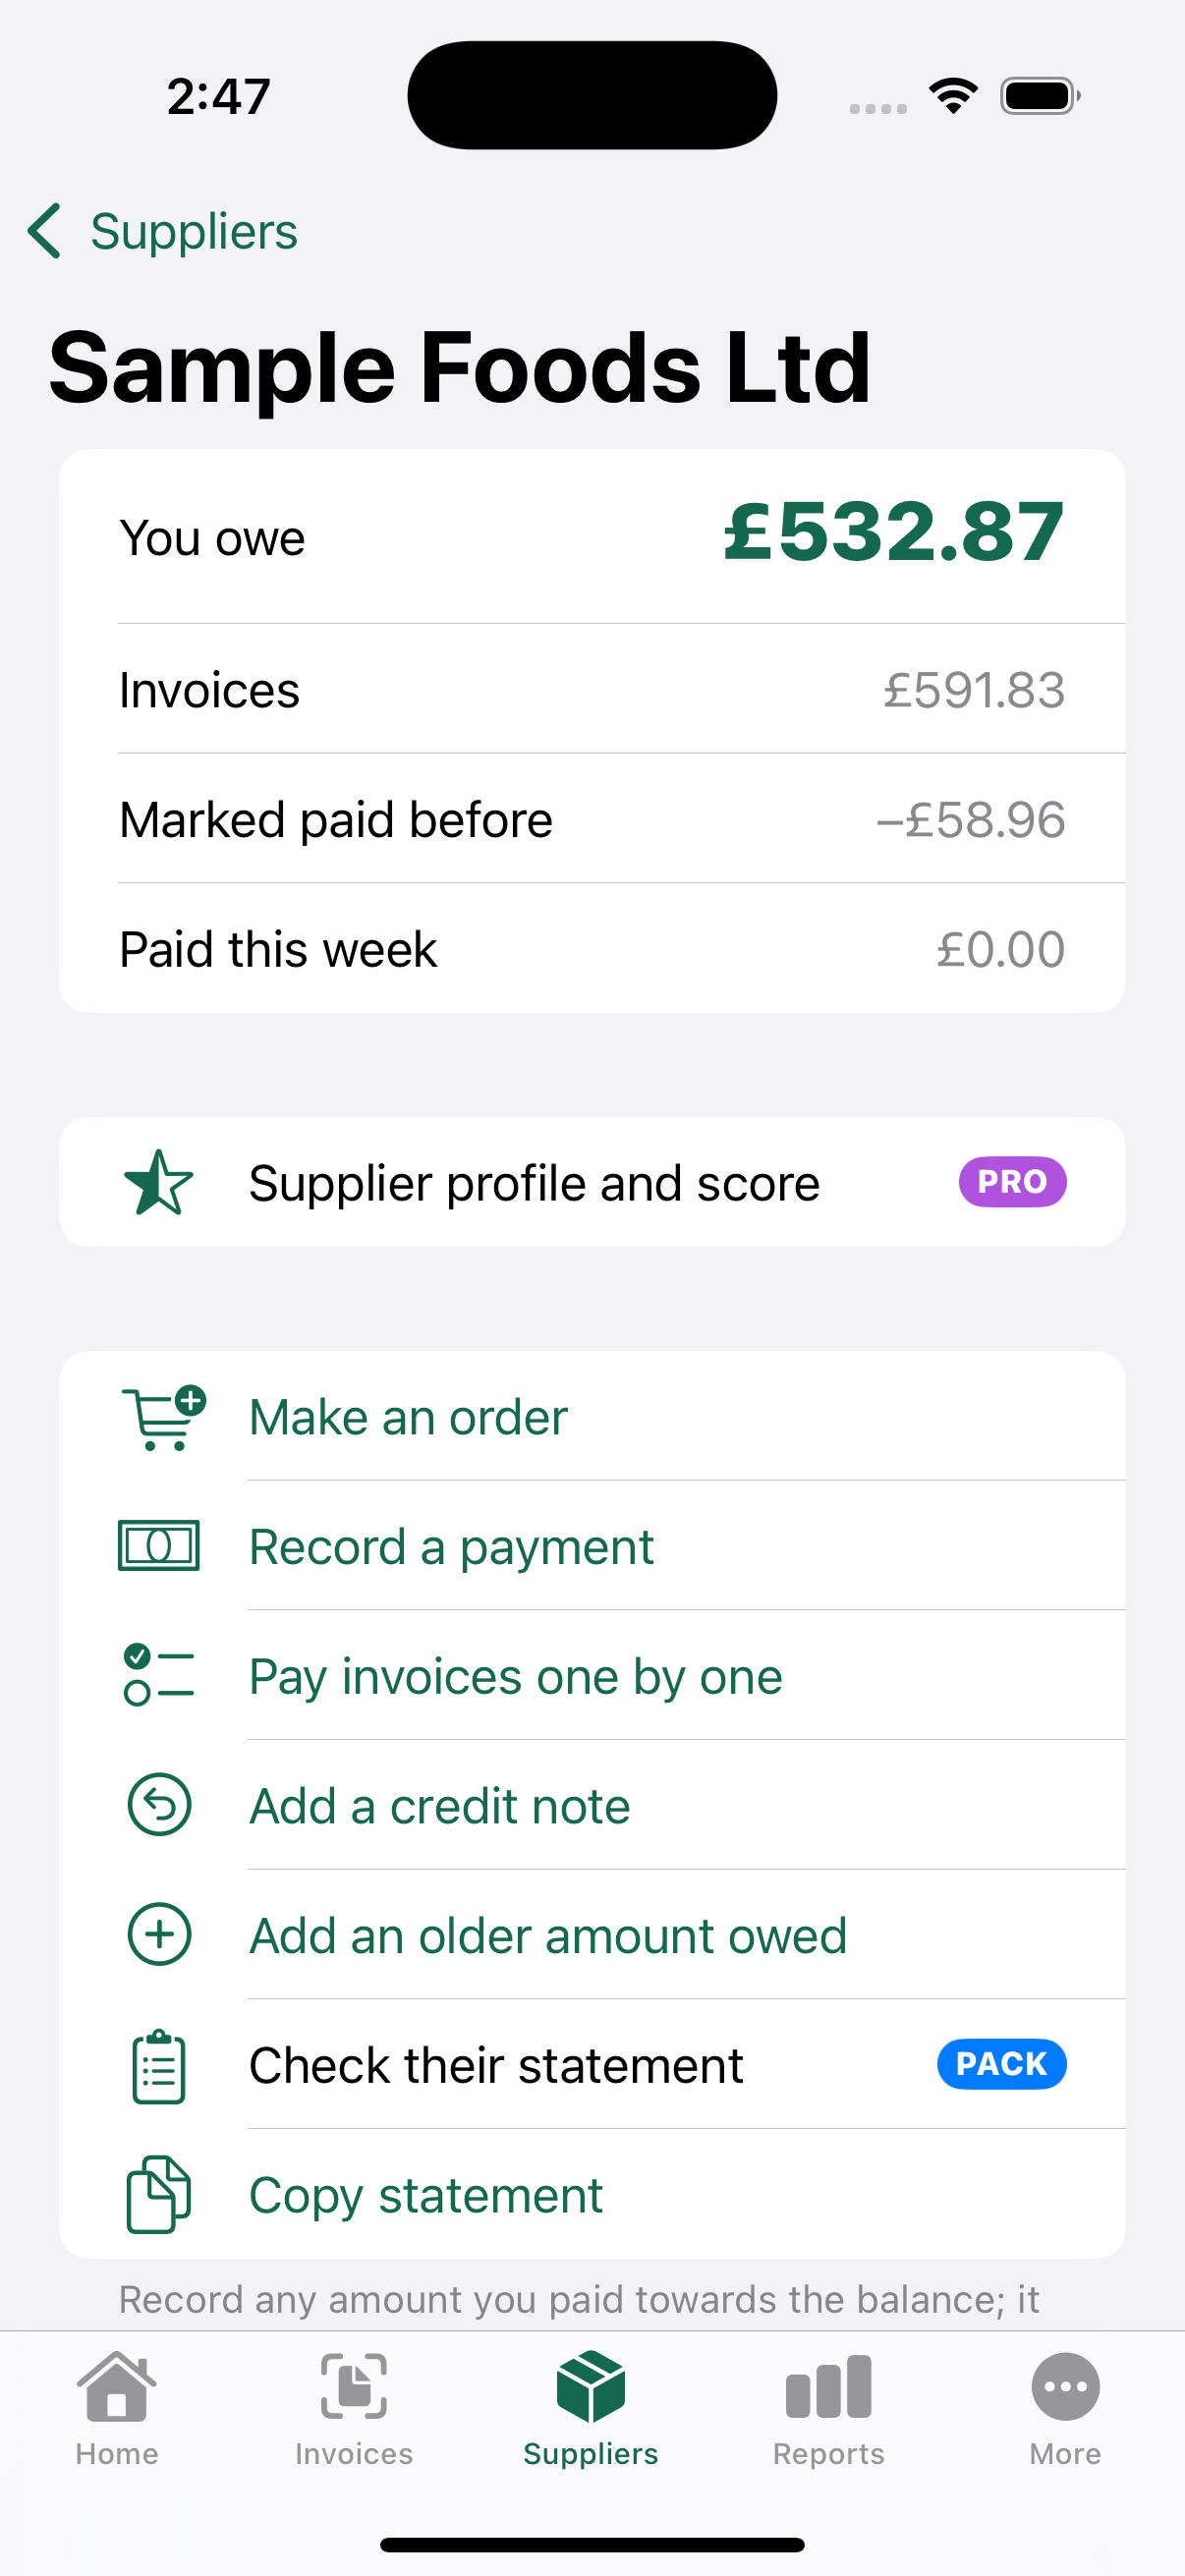 2:47
Suppliers
Sample Foods Ltd
You owe £532.87
Invoices £591.83
Marked paid before –£58.96
Paid this week £0.00
Supplier profile and score PRO
Make an order
Record a payment
Pay invoices one by one
Add a credit note
Add an older amount owed
Check their statement PACK
Copy statement
Record any amount you paid towards the balance; it
Home Invoices Suppliers Reports More